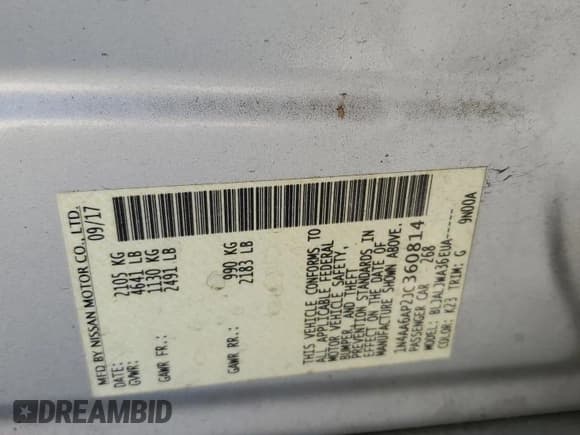 MFD BY NISSAN MOTOR CO., LTD.
DATE: 09/17
GVWR: 2105 KG
4641 LB
GAWR FR.: 1130 KG
2491 LB
GAWR RR.: 990 KG
2183 LB
THIS VEHICLE CONFORMS TO
ALL APPLICABLE FEDERAL
MOTOR VEHICLE SAFETY,
BUMPER, AND THEFT
PREVENTION STANDARDS IN
EFFECT ON THE DATE OF
MANUFACTURE SHOWN ABOVE.
1N4AA6AP2JC360814
PASSENGER CAR 268
MODEL: BLJALJWA36EUA------
COLOR: K23 TRIM: G 9N00A
DREAMBID